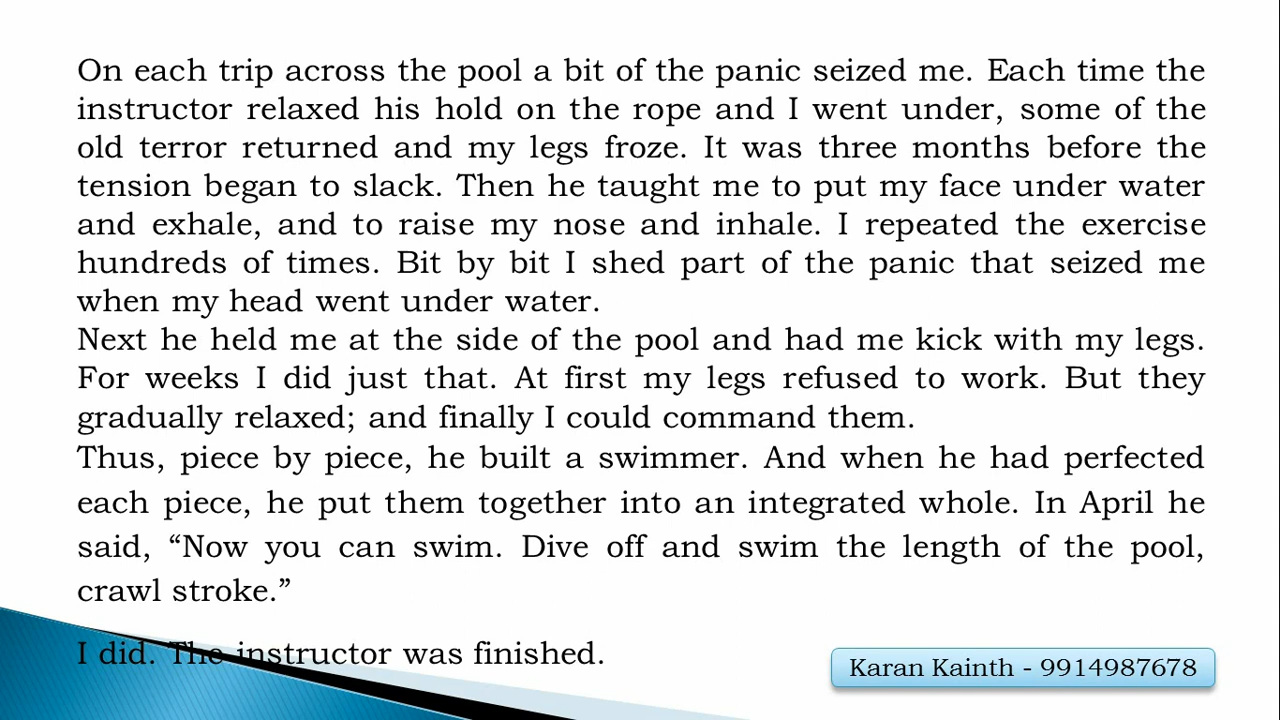 On each trip across the pool a bit of the panic seized me. Each time the
instructor relaxed his hold on the rope and I went under, some of the
old terror returned and my legs froze. It was three months before the
tension began to slack. Then he taught me to put my face under water
and exhale, and to raise my nose and inhale. I repeated the exercise
hundreds of times. Bit by bit I shed part of the panic that seized me
when my head went under water.
Next he held me at the side of the pool and had me kick with my legs.
For weeks I did just that. At first my legs refused to work. But they
gradually relaxed; and finally I could command them.
Thus, piece by piece, he built a swimmer. And when he had perfected
each piece, he put them together into an integrated whole. In April he
said, “Now you can swim. Dive off and swim the length of the pool,
crawl stroke.”
I did. The instructor was finished.
Karan Kainth - 9914987678